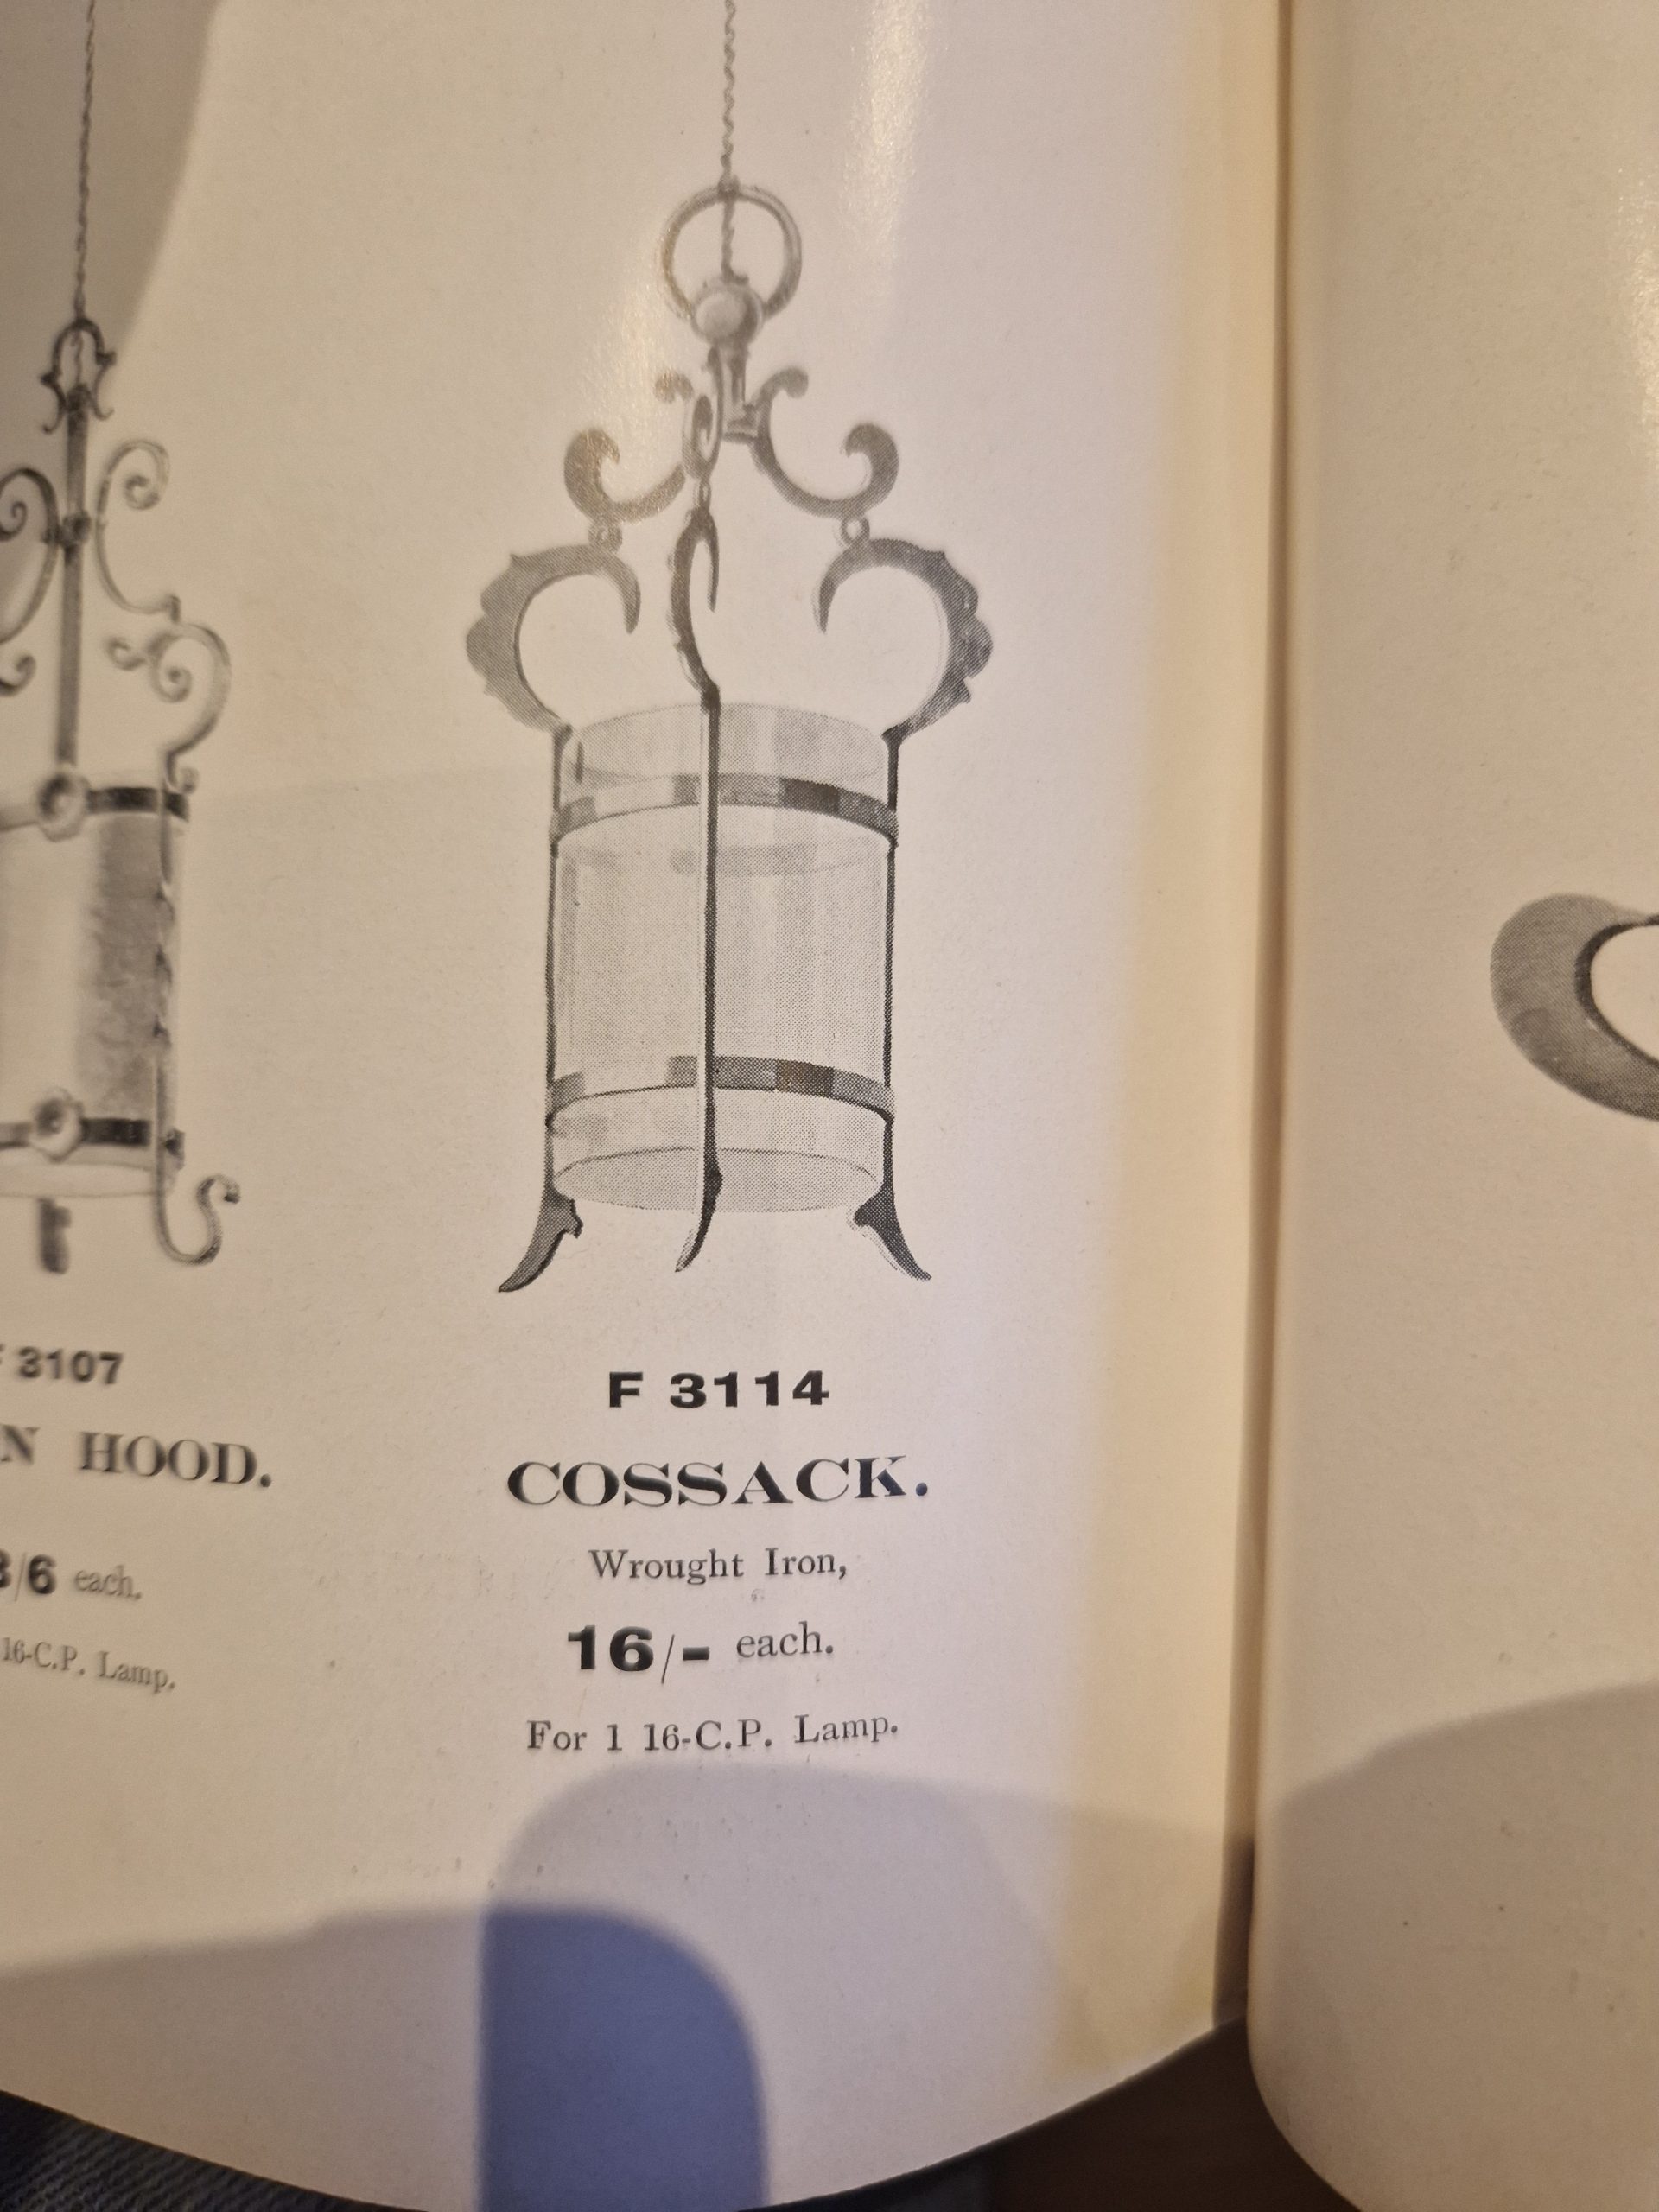 F 3107
N HOOD.
3/6 each.
16-C.P. Lamp.
F 3114
COSSACK.
Wrought Iron,
16/- each.
For 1 16-C.P. Lamp.